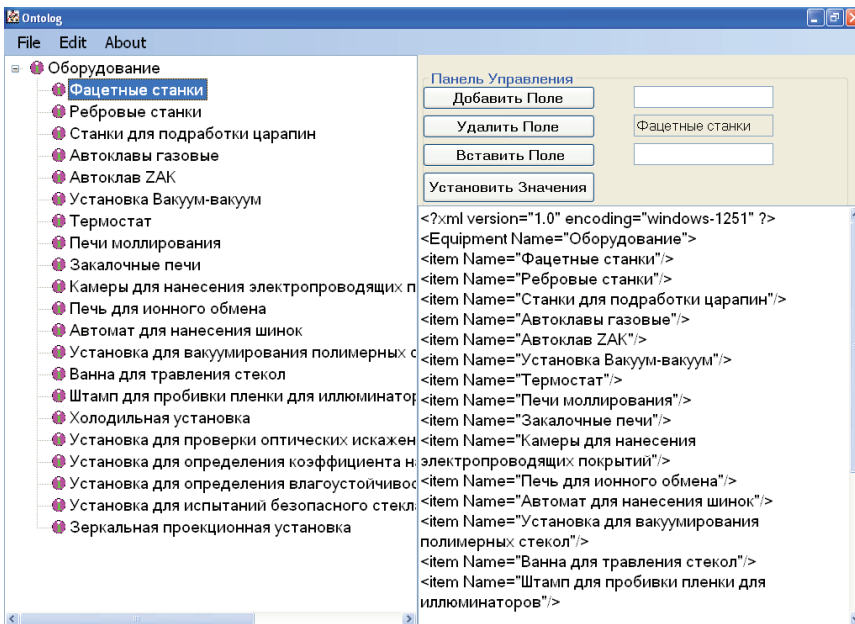 Ontolog
File Edit About
Оборудование
Фацетные станки
Ребровые станки
Станки для подработки царапин
Автоклавы газовые
Автоклав ZAK
Установка Вакуум-вакуум
Термостат
Печи моллирования
Закалочные печи
Камеры для нанесения электропроводящих п
Печь для ионного обмена
Автомат для нанесения шинок
Установка для вакуумирования полимерных с
Ванна для травления стекол
Штамп для пробивки пленки для иллюминатор
Холодильная установка
Установка для проверки оптических искажен
Установка для определения коэффициента н
Установка для определения влагоустойчивос
Установка для испытаний безопасного стекл
Зеркальная проекционная установка
Панель Управления
Добавить Поле
Удалить Поле Фацетные станки
Вставить Поле
Установить Значения
<?xml version="1.0" encoding="windows-1251" ?>
<Equipment Name="Оборудование">
<item Name="Фацетные станки"/>
<item Name="Ребровые станки"/>
<item Name="Станки для подработки царапин"/>
<item Name="Автоклавы газовые"/>
<item Name="Автоклав ZAK"/>
<item Name="Установка Вакуум-вакуум"/>
<item Name="Термостат"/>
<item Name="Печи моллирования"/>
<item Name="Закалочные печи"/>
<item Name="Камеры для нанесения
электропроводящих покрытий"/>
<item Name="Печь для ионного обмена"/>
<item Name="Автомат для нанесения шинок"/>
<item Name="Установка для вакуумирования
полимерных стекол"/>
<item Name="Ванна для травления стекол"/>
<item Name="Штамп для пробивки пленки для
иллюминаторов"/>